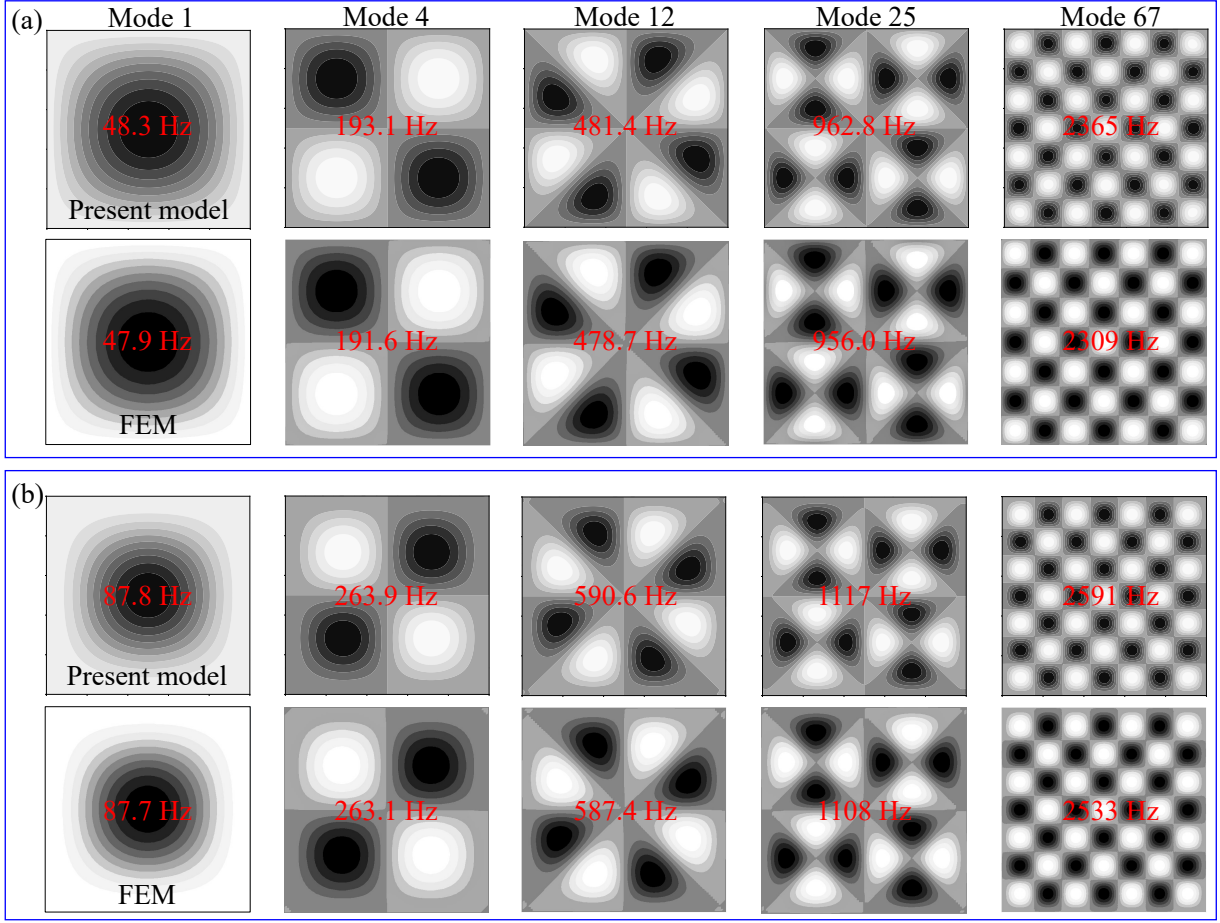 (a)
Mode 1 Mode 4 Mode 12 Mode 25 Mode 67
48.3 Hz 193.1 Hz 481.4 Hz 962.8 Hz 2365 Hz
Present model
47.9 Hz 191.6 Hz 478.7 Hz 956.0 Hz 2309 Hz
FEM
(b)
87.8 Hz 263.9 Hz 590.6 Hz 1117 Hz 2591 Hz
Present model
87.7 Hz 263.1 Hz 587.4 Hz 1108 Hz 2533 Hz
FEM